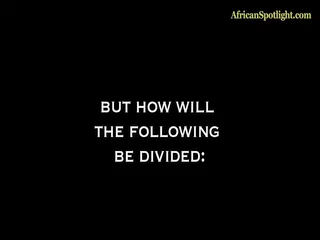 AfricanSpotlight.com
BUT HOW WILL
THE FOLLOWING
BE DIVIDED: